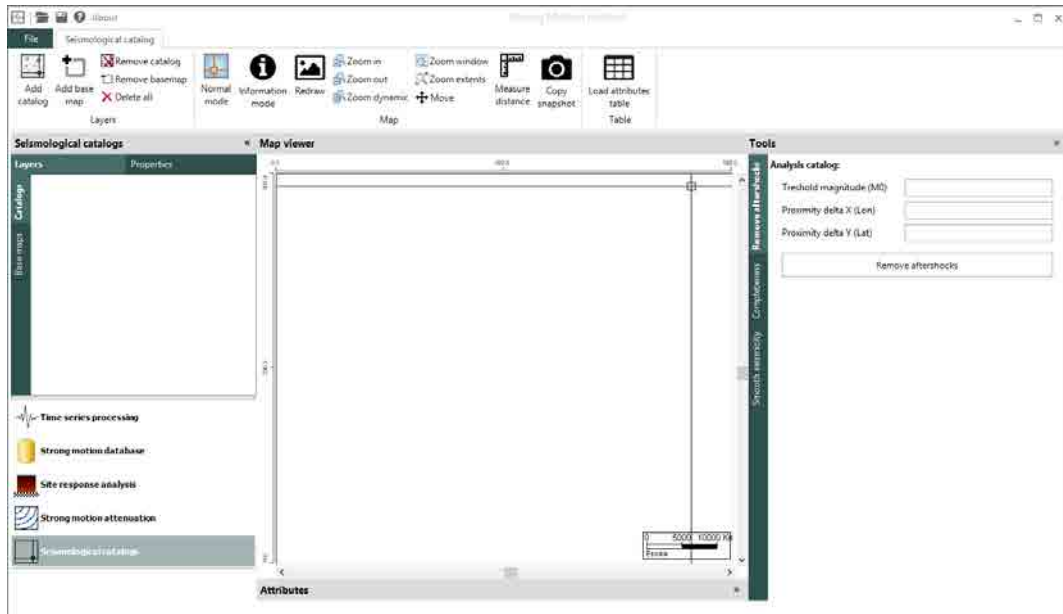 About
File
Seismological catalog
Add catalog
Add base map
Remove catalog
Remove basemap
Delete all
Layers
Normal mode
Information mode
Redraw
Zoom in
Zoom out
Zoom dynamic
Zoom window
Zoom extents
Move
Measure distance
Copy snapshot
Map
Load attributes table
Table
Seismological catalogs
Layers
Properties
Catalogs
Base maps
Time series processing
Strong motion database
Site response analysis
Strong motion attenuation
Seismological catalogs
Map viewer
0 5000 10000
Attributes
Tools
Remove aftershocks
Completeness
Analysis catalog:
Treshold magnitude (M0)
Proximity delta X (Lon)
Proximity delta Y (Lat)
Remove aftershocks